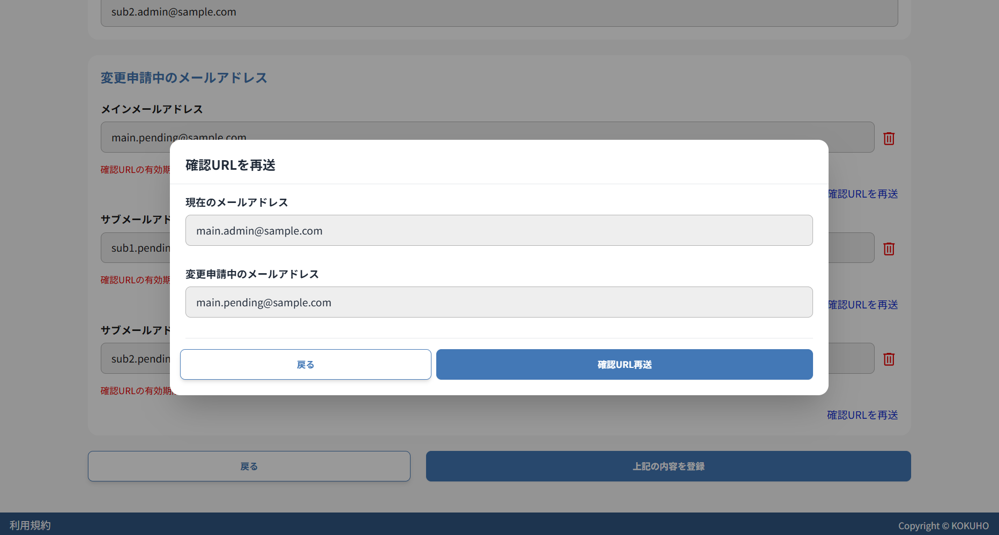 sub2.admin@sample.com
変更申請中のメールアドレス
メインメールアドレス
main.pending@sample.com
確認URLの有効期
確認URLを再送
サブメールアド
sub1.pendin
確認URLの有効期
確認URLを再送
サブメールアド
sub2.pendin
確認URLの有効期
確認URLを再送
確認URLを再送
現在のメールアドレス
main.admin@sample.com
変更申請中のメールアドレス
main.pending@sample.com
戻る
確認URL再送
戻る
上記の内容を登録
利用規約
Copyright © KOKUHO